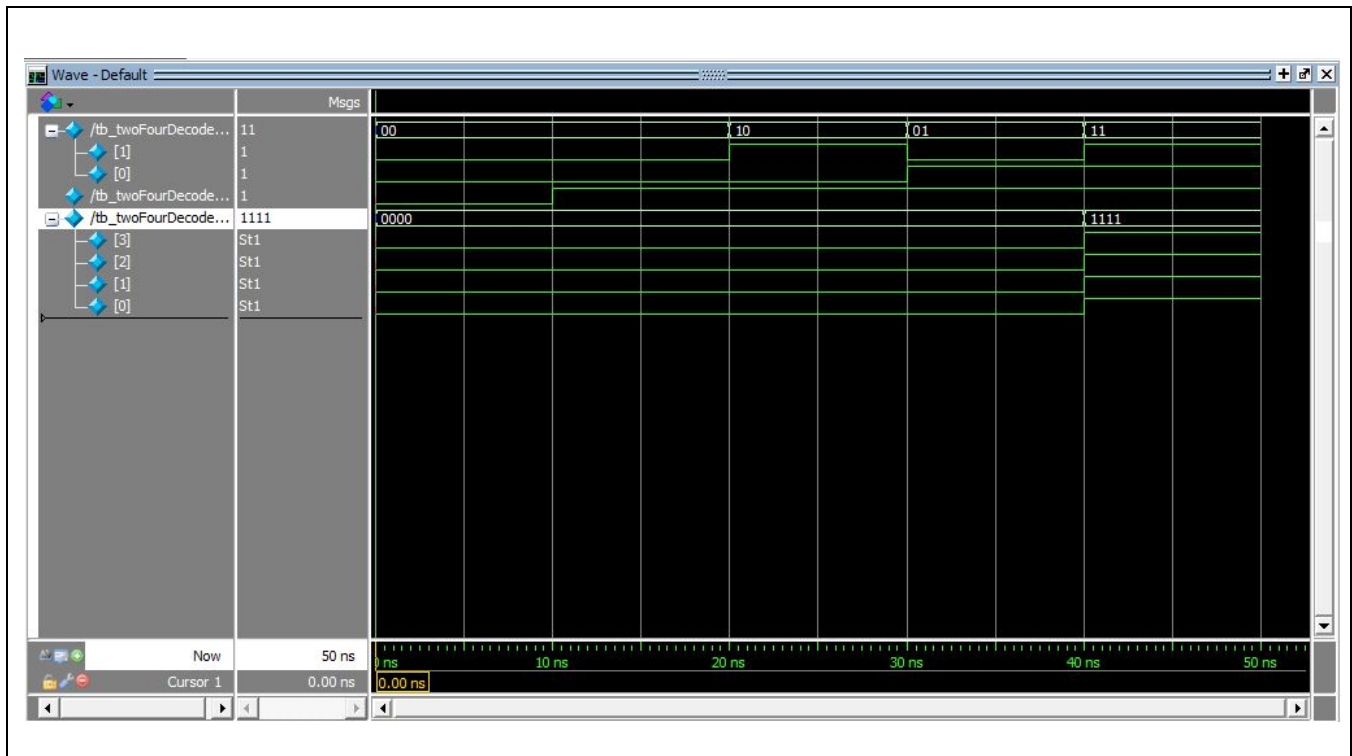 Wave - Default
Msgs
/tb_twoFourDecode... 11 00 10 01 11
[1] 1
[0] 1
/tb_twoFourDecode... 1
/tb_twoFourDecode... 1111 0000 1111
[3] St1
[2] St1
[1] St1
[0] St1
Now 50 ns ns 10 ns 20 ns 30 ns 40 ns 50 ns
Cursor 1 0.00 ns 0.00 ns